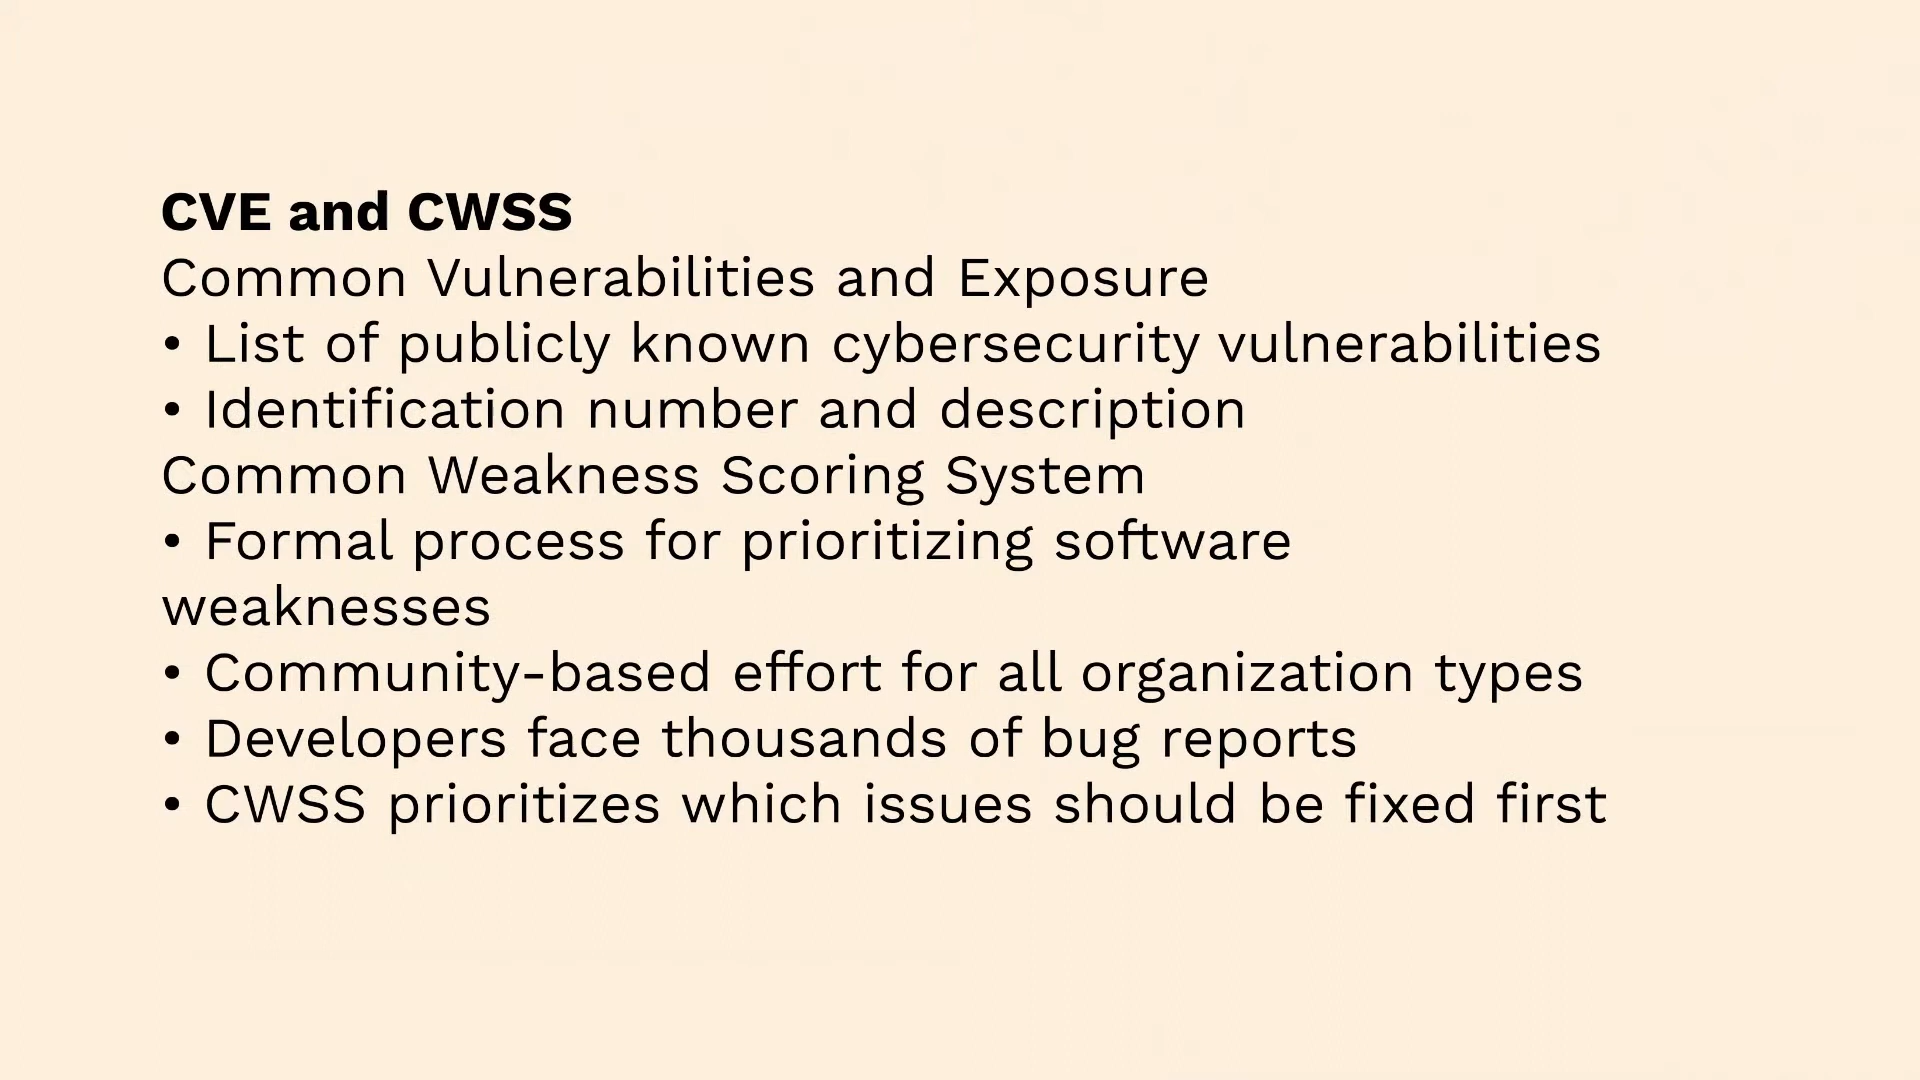 CVE and CWSS
Common Vulnerabilities and Exposure
• List of publicly known cybersecurity vulnerabilities
• Identification number and description
Common Weakness Scoring System
• Formal process for prioritizing software
weaknesses
• Community-based effort for all organization types
• Developers face thousands of bug reports
• CWSS prioritizes which issues should be fixed first